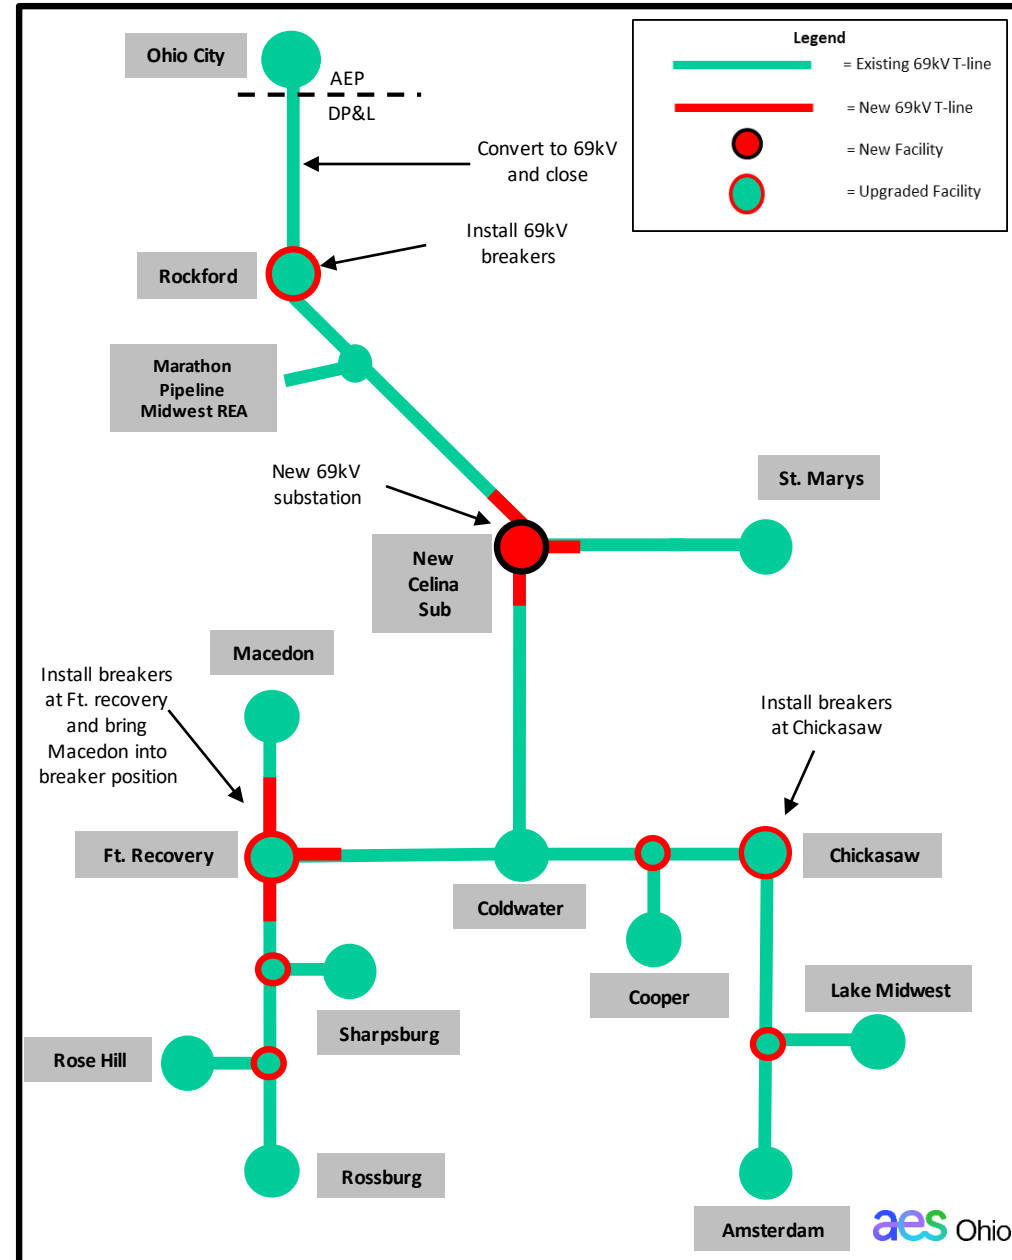 Ohio City
AEP
DP&L
Legend
= Existing 69kV T-line
= New 69kV T-line
= New Facility
= Upgraded Facility
Convert to 69kV
and close
Install 69kV
breakers
Rockford
Marathon
Pipeline
Midwest REA
New 69kV
substation
St. Marys
New
Celina
Sub
Macedon
Install breakers
at Ft. recovery
and bring
Macedon into
breaker position
Install breakers
at Chickasaw
Ft. Recovery
Coldwater
Chickasaw
Cooper
Lake Midwest
Sharpsburg
Rose Hill
Rossburg
Amsterdam
aes Ohio